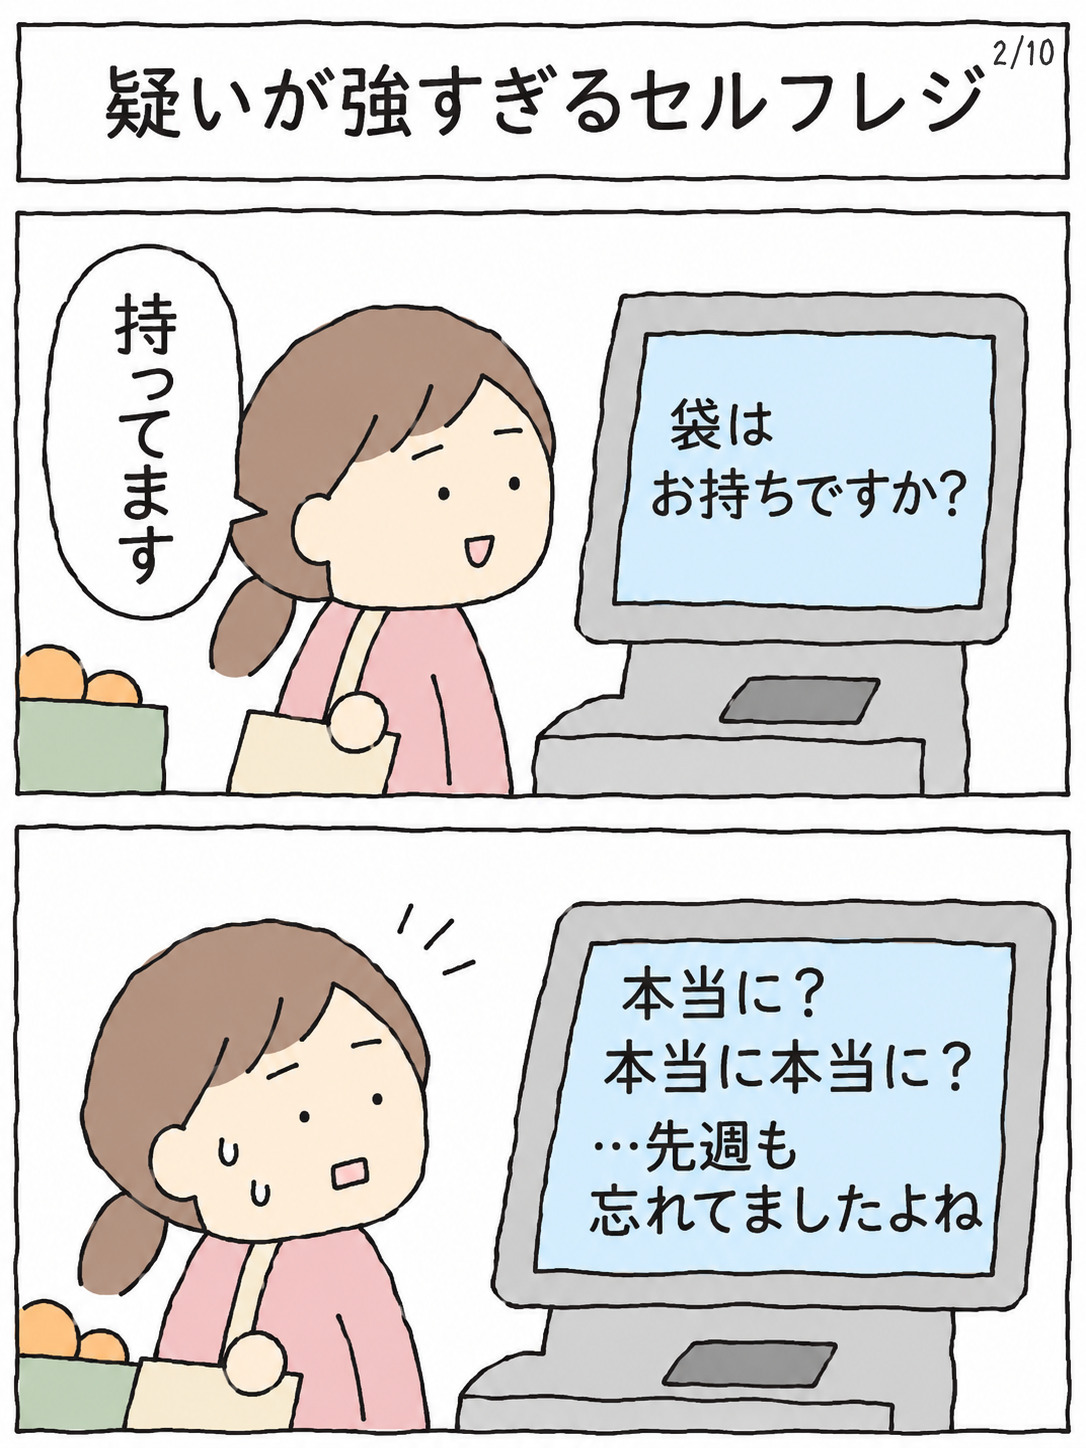 疑いが強すぎるセルフレジ
2/10
持ってます
袋は
お持ちですか?
本当に?
本当に本当に?
…先週も
忘れてましたよね